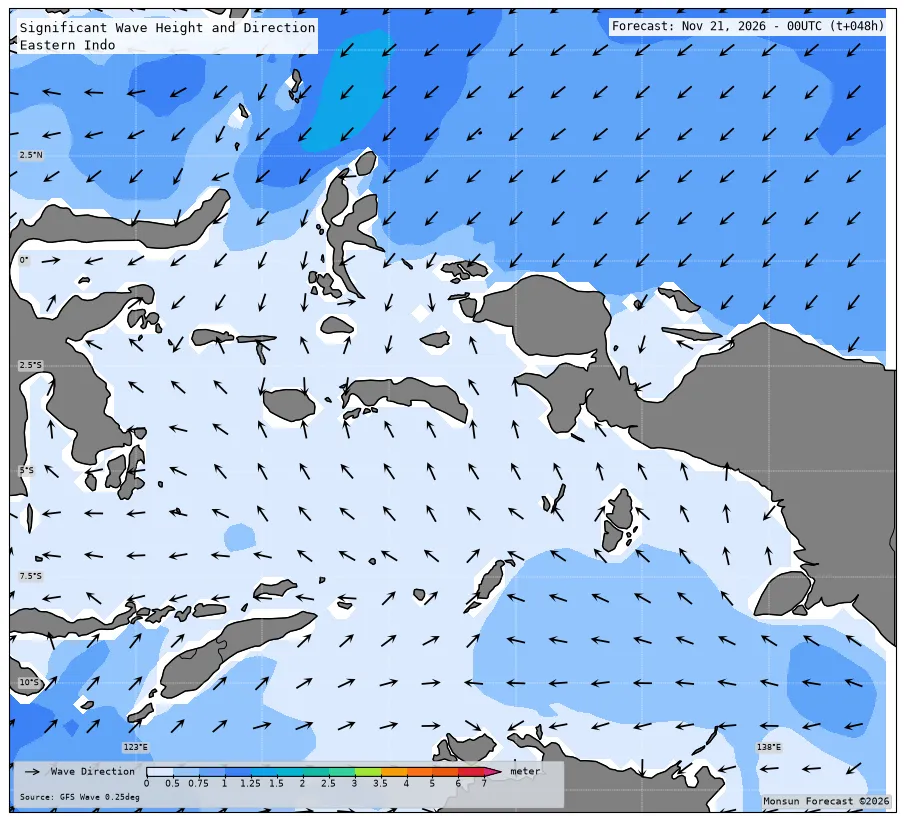 Significant Wave Height and Direction
Eastern Indo
Forecast: Nov 21, 2026 - 00UTC (t+048h)
2.5°N
0°
2.5°S
5°S
7.5°S
10°S
123°E
138°E
Wave Direction
meter
0 0.5 0.75 1 1.25 1.5 2 2.5 3 3.5 4 5 6 7
Source: GFS Wave 0.25deg
Monsun Forecast ©2026